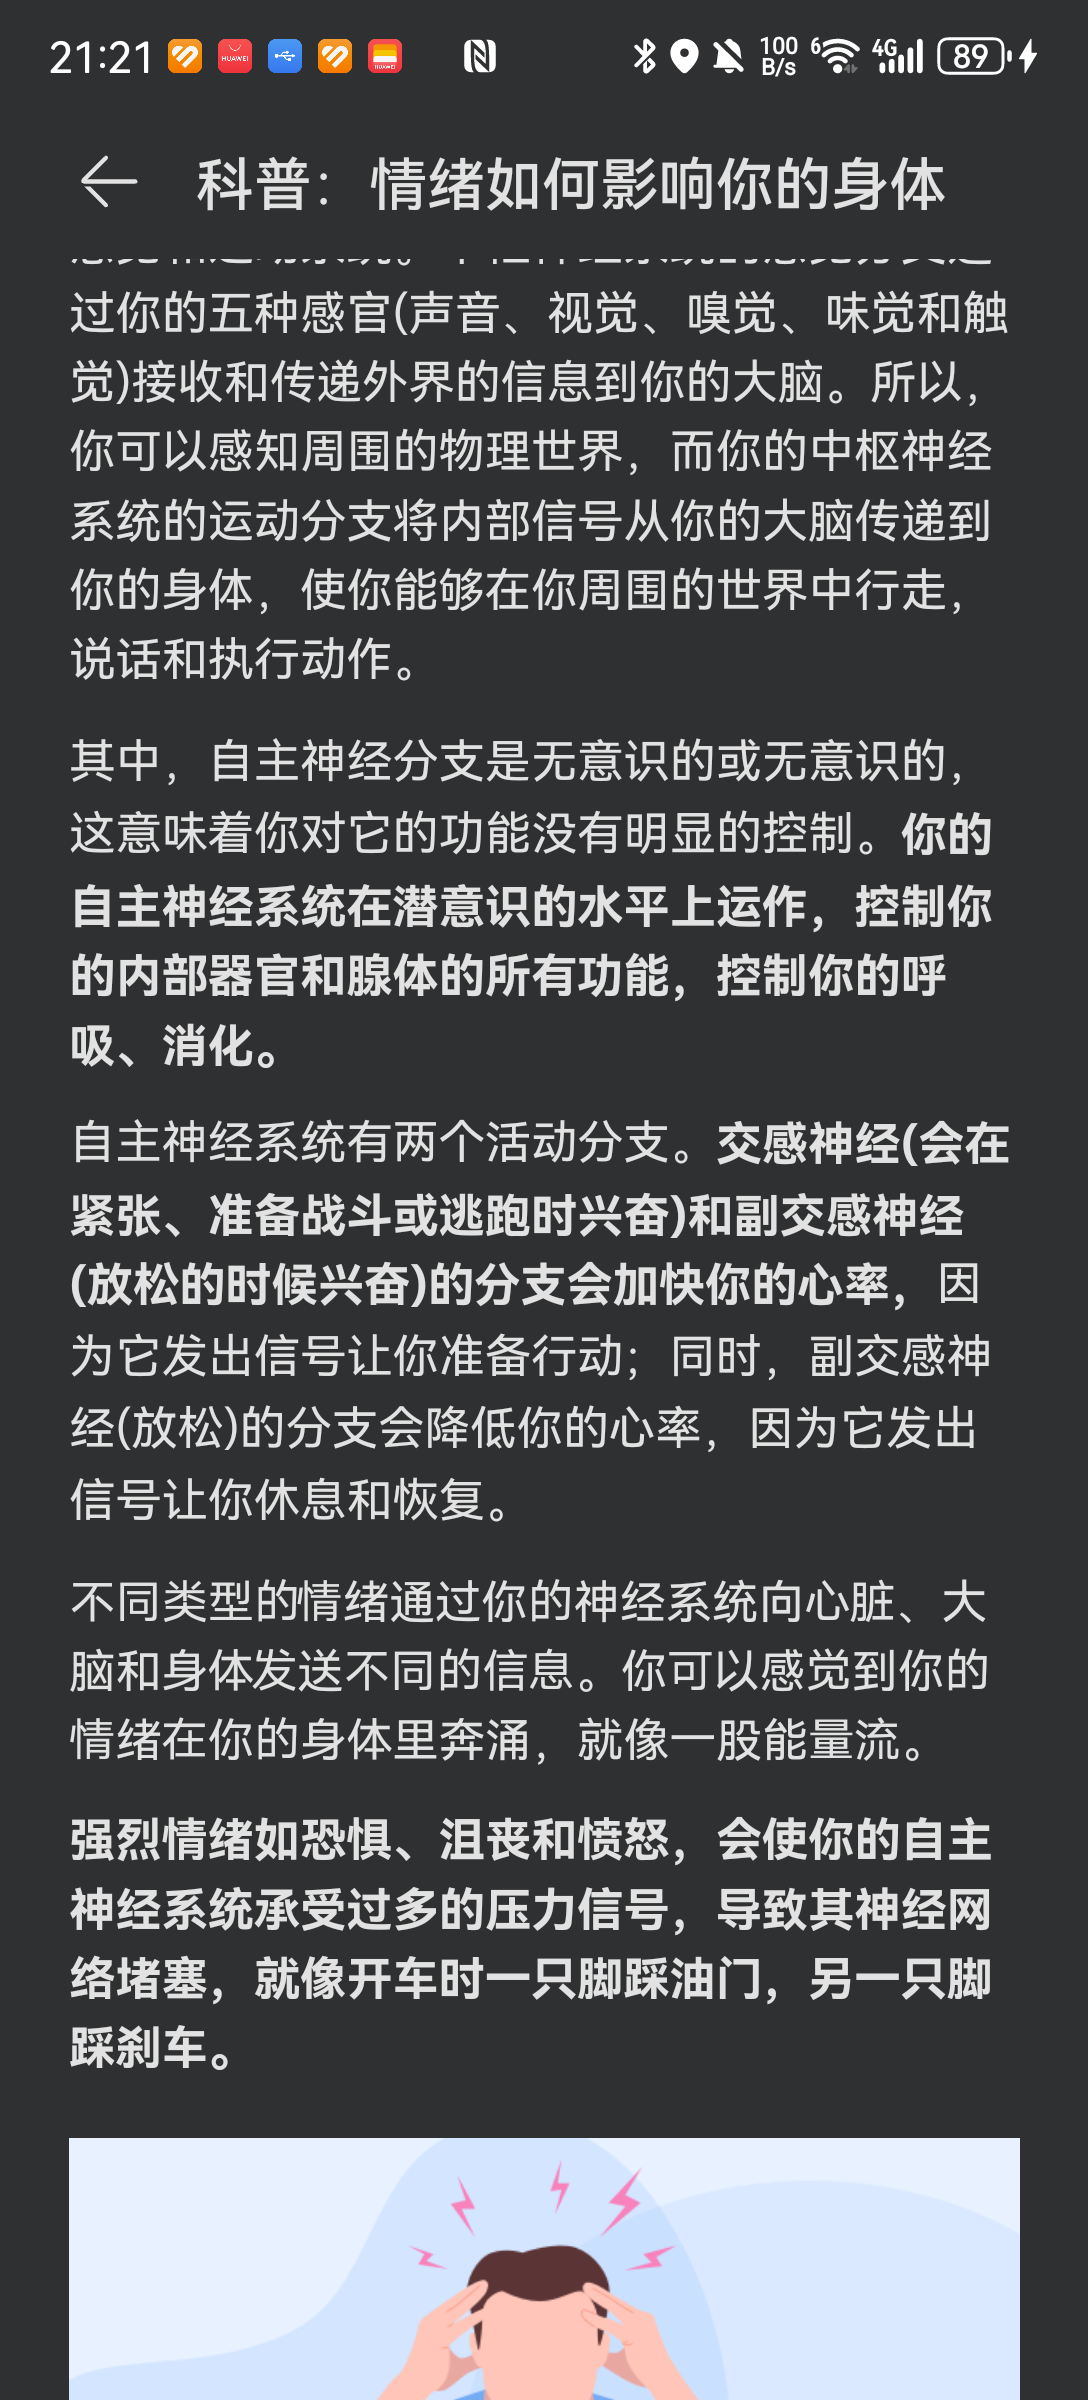 21:21
HUAWEI
HUAWEI
100 B/s
6
4G
89
科普：情绪如何影响你的身体
过你的五种感官(声音、视觉、嗅觉、味觉和触
觉)接收和传递外界的信息到你的大脑。所以，
你可以感知周围的物理世界，而你的中枢神经
系统的运动分支将内部信号从你的大脑传递到
你的身体，使你能够在你周围的世界中行走，
说话和执行动作。
其中，自主神经分支是无意识的或无意识的，
这意味着你对它的功能没有明显的控制。你的
自主神经系统在潜意识的水平上运作，控制你
的内部器官和腺体的所有功能，控制你的呼
吸、消化。
自主神经系统有两个活动分支。交感神经(会在
紧张、准备战斗或逃跑时兴奋)和副交感神经
(放松的时候兴奋)的分支会加快你的心率，因
为它发出信号让你准备行动；同时，副交感神
经(放松)的分支会降低你的心率，因为它发出
信号让你休息和恢复。
不同类型的情绪通过你的神经系统向心脏、大
脑和身体发送不同的信息。你可以感觉到你的
情绪在你的身体里奔涌，就像一股能量流。
强烈情绪如恐惧、沮丧和愤怒，会使你的自主
神经系统承受过多的压力信号，导致其神经网
络堵塞，就像开车时一只脚踩油门，另一只脚
踩刹车。